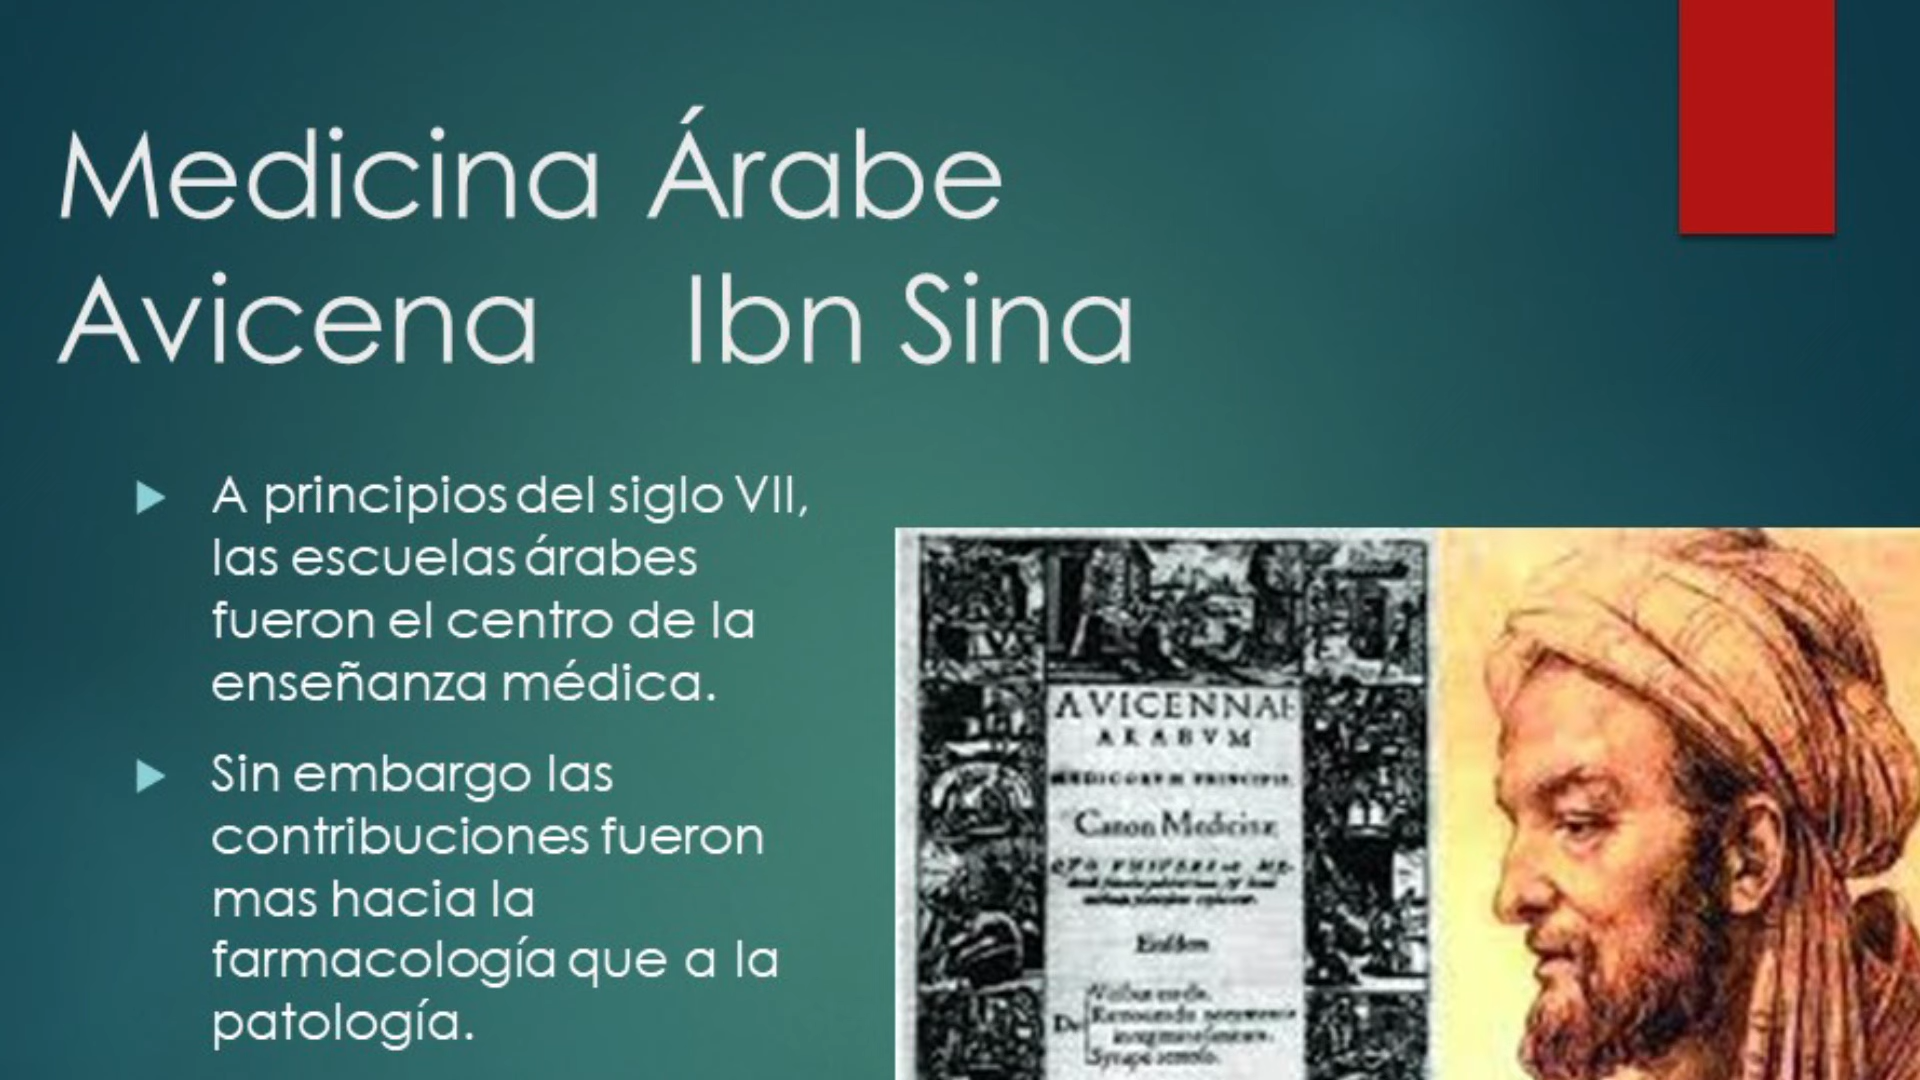 Medicina Árabe
Avicena Ibn Sina
A principios del siglo VII,
las escuelas árabes
fueron el centro de la
enseñanza médica.
Sin embargo las
contribuciones fueron
mas hacia la
farmacología que a la
patología.
AVICENNAE
ARABVM
MEDICORVM PRINCIPIS
Canon Medicinæ
Eiusdem
De